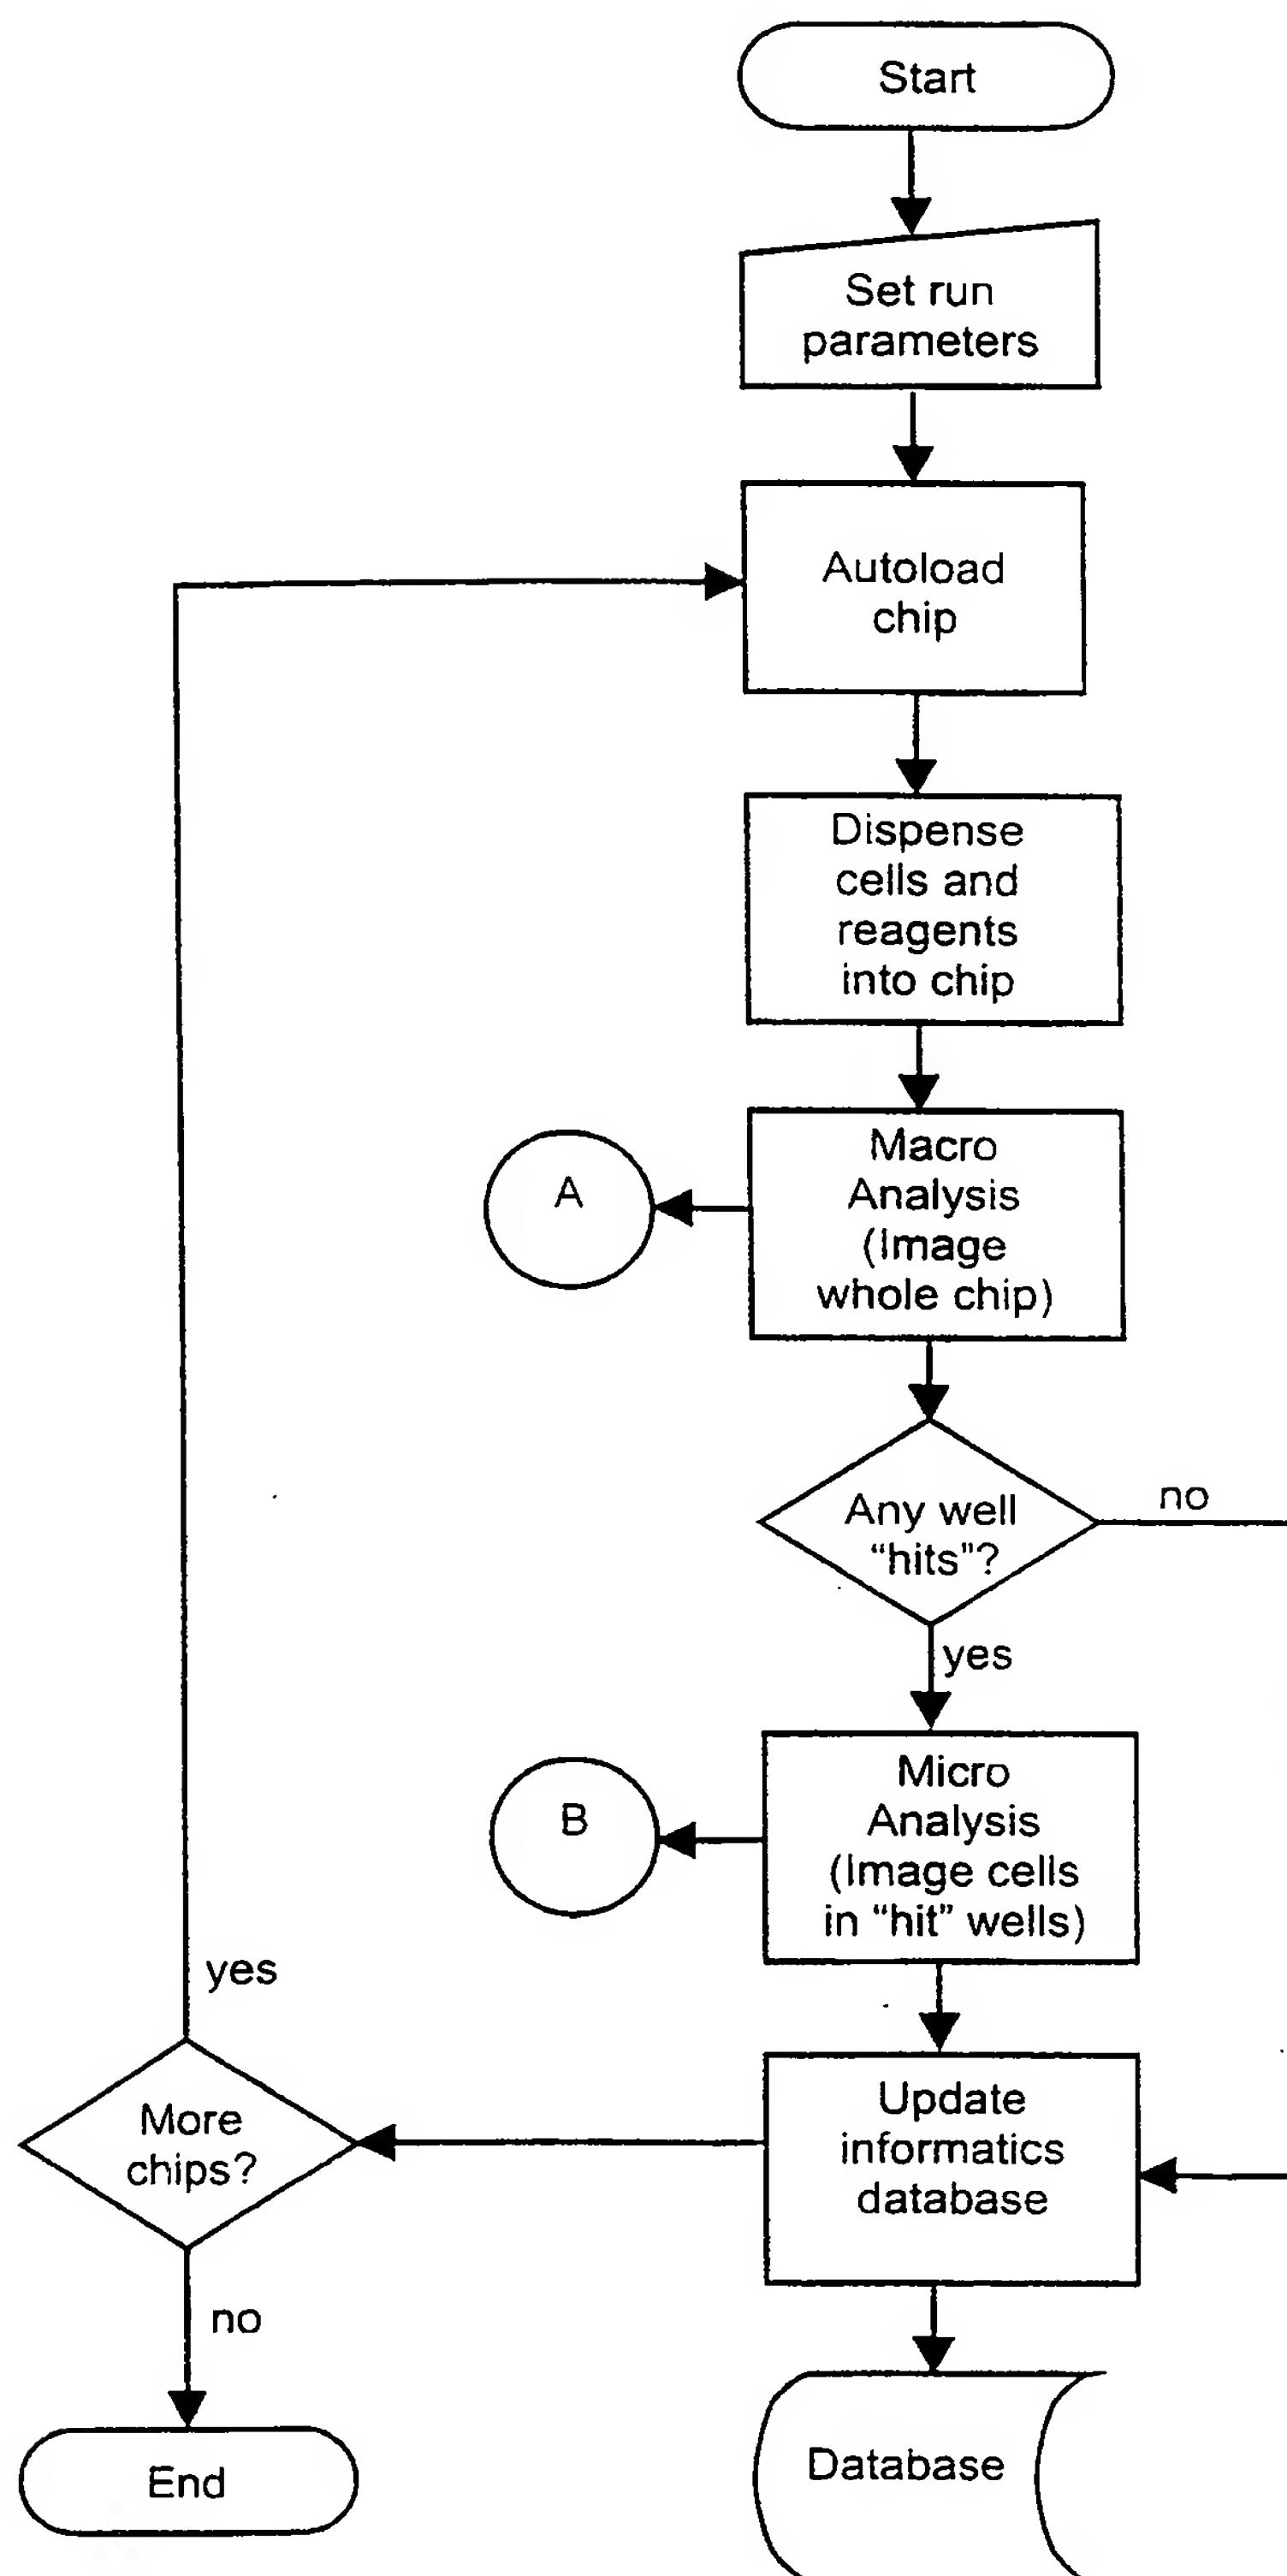 Start
Set run
parameters
Autoload
chip
Dispense
cells and
reagents
into chip
Macro
Analysis
(Image
whole chip)
A
Any well
“hits”?
no
yes
Micro
Analysis
(Image cells
in “hit” wells)
B
yes
More
chips?
Update
informatics
database
no
End
Database